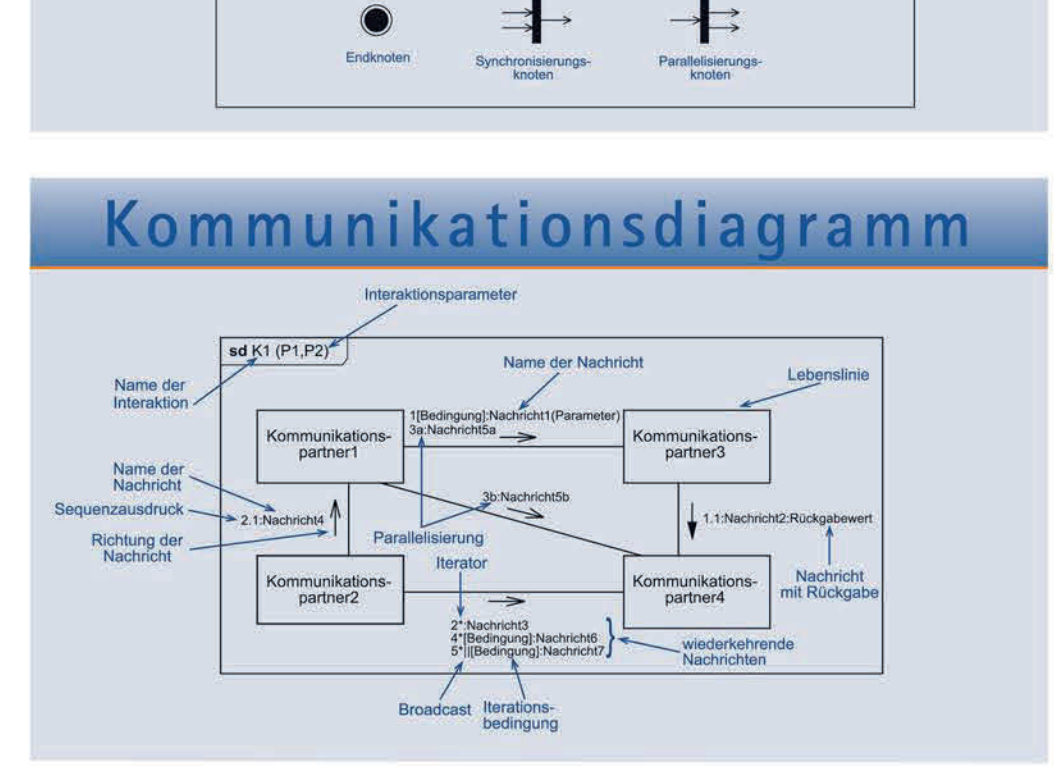 Endknoten
Synchronisierungs-
knoten
Parallelisierungs-
knoten
Kommunikationsdiagramm
Interaktionsparameter
sd K1 (P1,P2)
Name der Nachricht
Lebenslinie
Name der
Interaktion
1[Bedingung]:Nachricht1(Parameter)
3a:Nachricht5a
Kommunikations-
partner1
Kommunikations-
partner3
Name der
Nachricht
Sequenzausdruck
2.1:Nachricht4
Richtung der
Nachricht
3b:Nachricht5b
1.1:Nachricht2:Rückgabewert
Parallelisierung
Iterator
Kommunikations-
partner2
Kommunikations-
partner4
Nachricht
mit Rückgabe
2*:Nachricht3
4*[Bedingung]:Nachricht6
5*||[Bedingung]:Nachricht7
wiederkehrende
Nachrichten
Broadcast
Iterations-
bedingung